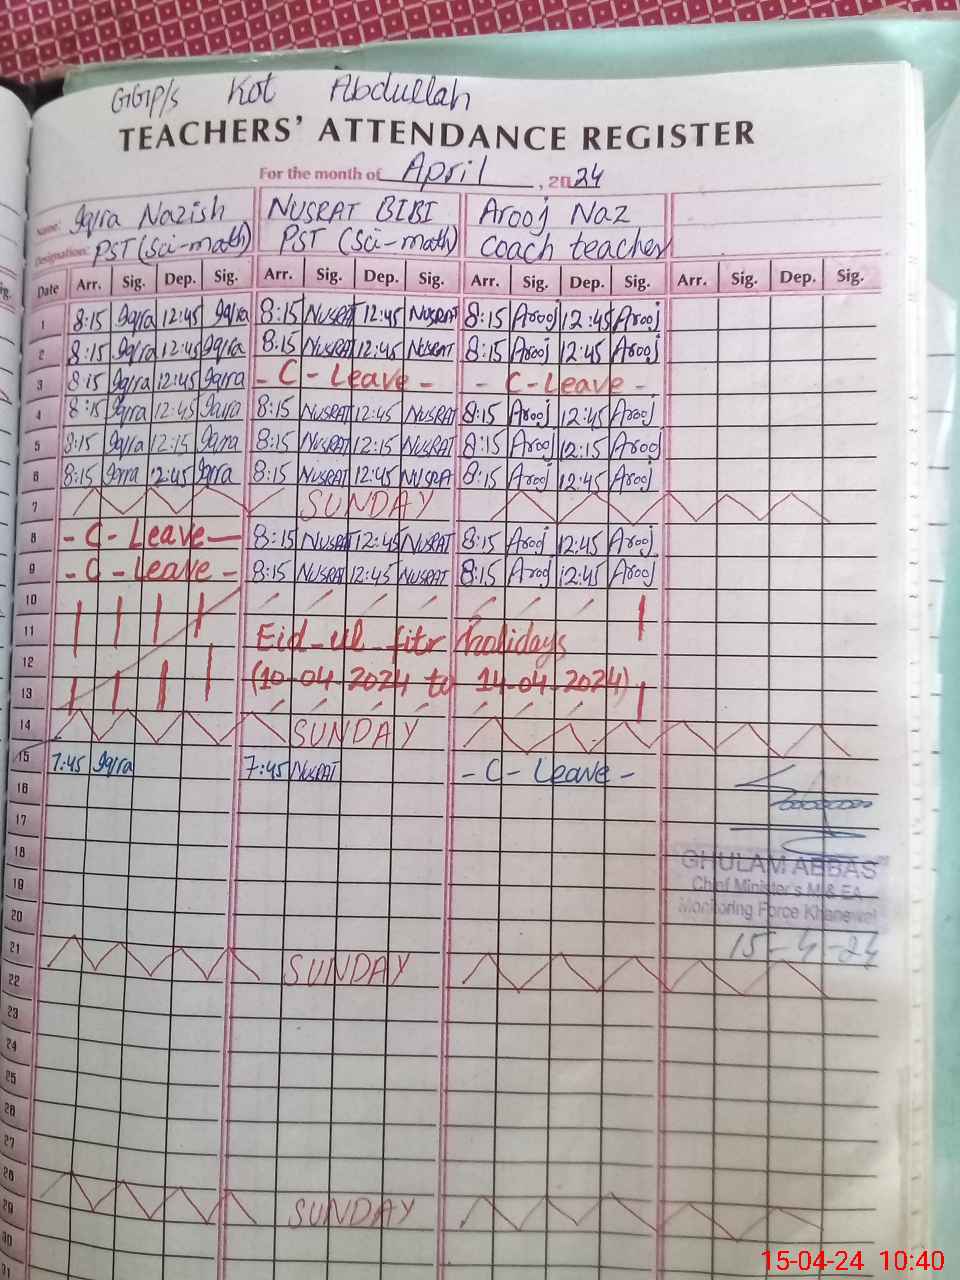 GGP/s Kot Abdullah
TEACHERS' ATTENDANCE REGISTER
For the month of April, 2024
Name: Iqra Nazish NUSRAT BIBI Arooj Naz
Designation: PST (Sci-math) PST (Sci-math) Coach teacher
Date Arr. Sig. Dep. Sig. Arr. Sig. Dep. Sig. Arr. Sig. Dep. Sig. Arr. Sig. Dep. Sig.
1 8:15 Iqra 12:45 Iqra 8:15 NUSRAT 12:45 NUSRAT 8:15 Arooj 12:45 Arooj
2 8:15 Iqra 12:45 Iqra 8:15 NUSRAT 12:45 NUSRAT 8:15 Arooj 12:45 Arooj
3 8:15 Iqra 12:45 Iqra - C - Leave - - C - Leave -
4 8:15 Iqra 12:45 Iqra 8:15 NUSRAT 12:45 NUSRAT 8:15 Arooj 12:45 Arooj
5 8:15 Iqra 12:15 Iqra 8:15 NUSRAT 12:15 NUSRAT 8:15 Arooj 12:15 Arooj
6 8:15 Iqra 12:45 Iqra 8:15 NUSRAT 12:45 NUSRA 8:15 Arooj 12:45 Arooj
7 SUNDAY
8 - C - Leave - 8:15 NUSRAT 12:45 NUSRAT 8:15 Arooj 12:45 Arooj
9 - C - Leave - 8:15 NUSRAT 12:45 NUSRAT 8:15 Arooj 12:45 Arooj
10
11 Eid-ul-fitr holidays
12
13 (10-04-2024 to 14-04-2024)
14 SUNDAY
15 7:45 Iqra 7:45 NUSRAT - C - Leave -
16
17
18 GHULAM ABBAS
19 Chief Minister's M & EA
Monitoring Force Khanewal
20
21 SUNDAY 15-4-24
22
23
24
25
26
27
28 SUNDAY
29
30
31
15-04-24 10:40